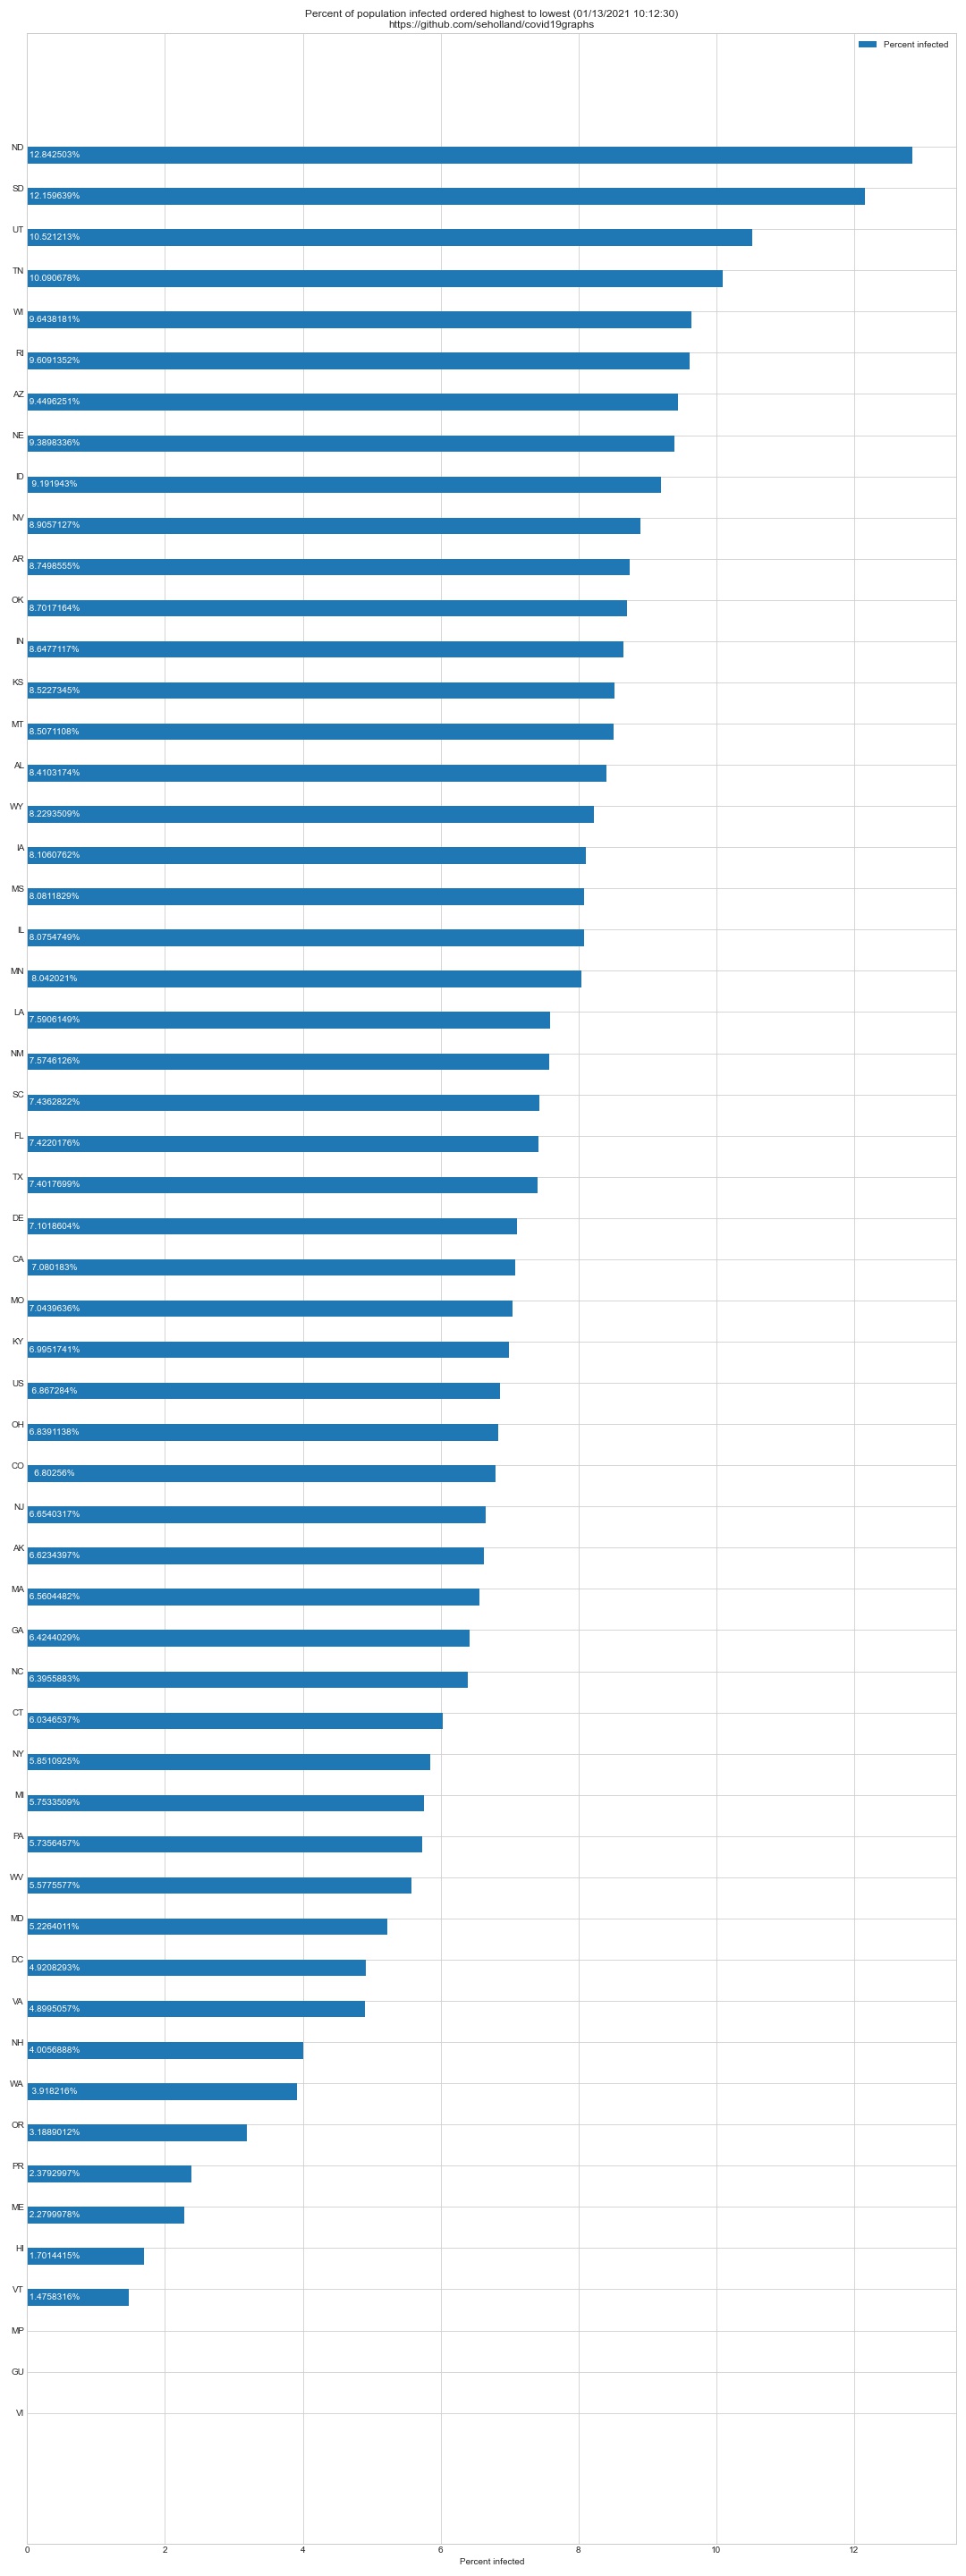 Percent of population infected ordered highest to lowest (01/13/2021 10:12:30)
https://github.com/seholland/covid19graphs
Percent infected
ND 12.842503%
SD 12.159639%
UT 10.521213%
TN 10.090678%
WI 9.6438181%
RI 9.6091352%
AZ 9.4496251%
NE 9.3898336%
ID 9.191943%
NV 8.9057127%
AR 8.7498555%
OK 8.7017164%
IN 8.6477117%
KS 8.5227345%
MT 8.5071108%
AL 8.4103174%
WY 8.2293509%
IA 8.1060762%
MS 8.0811829%
IL 8.0754749%
MN 8.042021%
LA 7.5906149%
NM 7.5746126%
SC 7.4362822%
FL 7.4220176%
TX 7.4017699%
DE 7.1018604%
CA 7.080183%
MO 7.0439636%
KY 6.9951741%
US 6.867284%
OH 6.8391138%
CO 6.80256%
NJ 6.6540317%
AK 6.6234397%
MA 6.5604482%
GA 6.4244029%
NC 6.3955883%
CT 6.0346537%
NY 5.8510925%
MI 5.7533509%
PA 5.7356457%
WV 5.5775577%
MD 5.2264011%
DC 4.9208293%
VA 4.8995057%
NH 4.0056888%
WA 3.918216%
OR 3.1889012%
PR 2.3792997%
ME 2.2799978%
HI 1.7014415%
VT 1.4758316%
MP
GU
VI
0 2 4 6 8 10 12
Percent infected